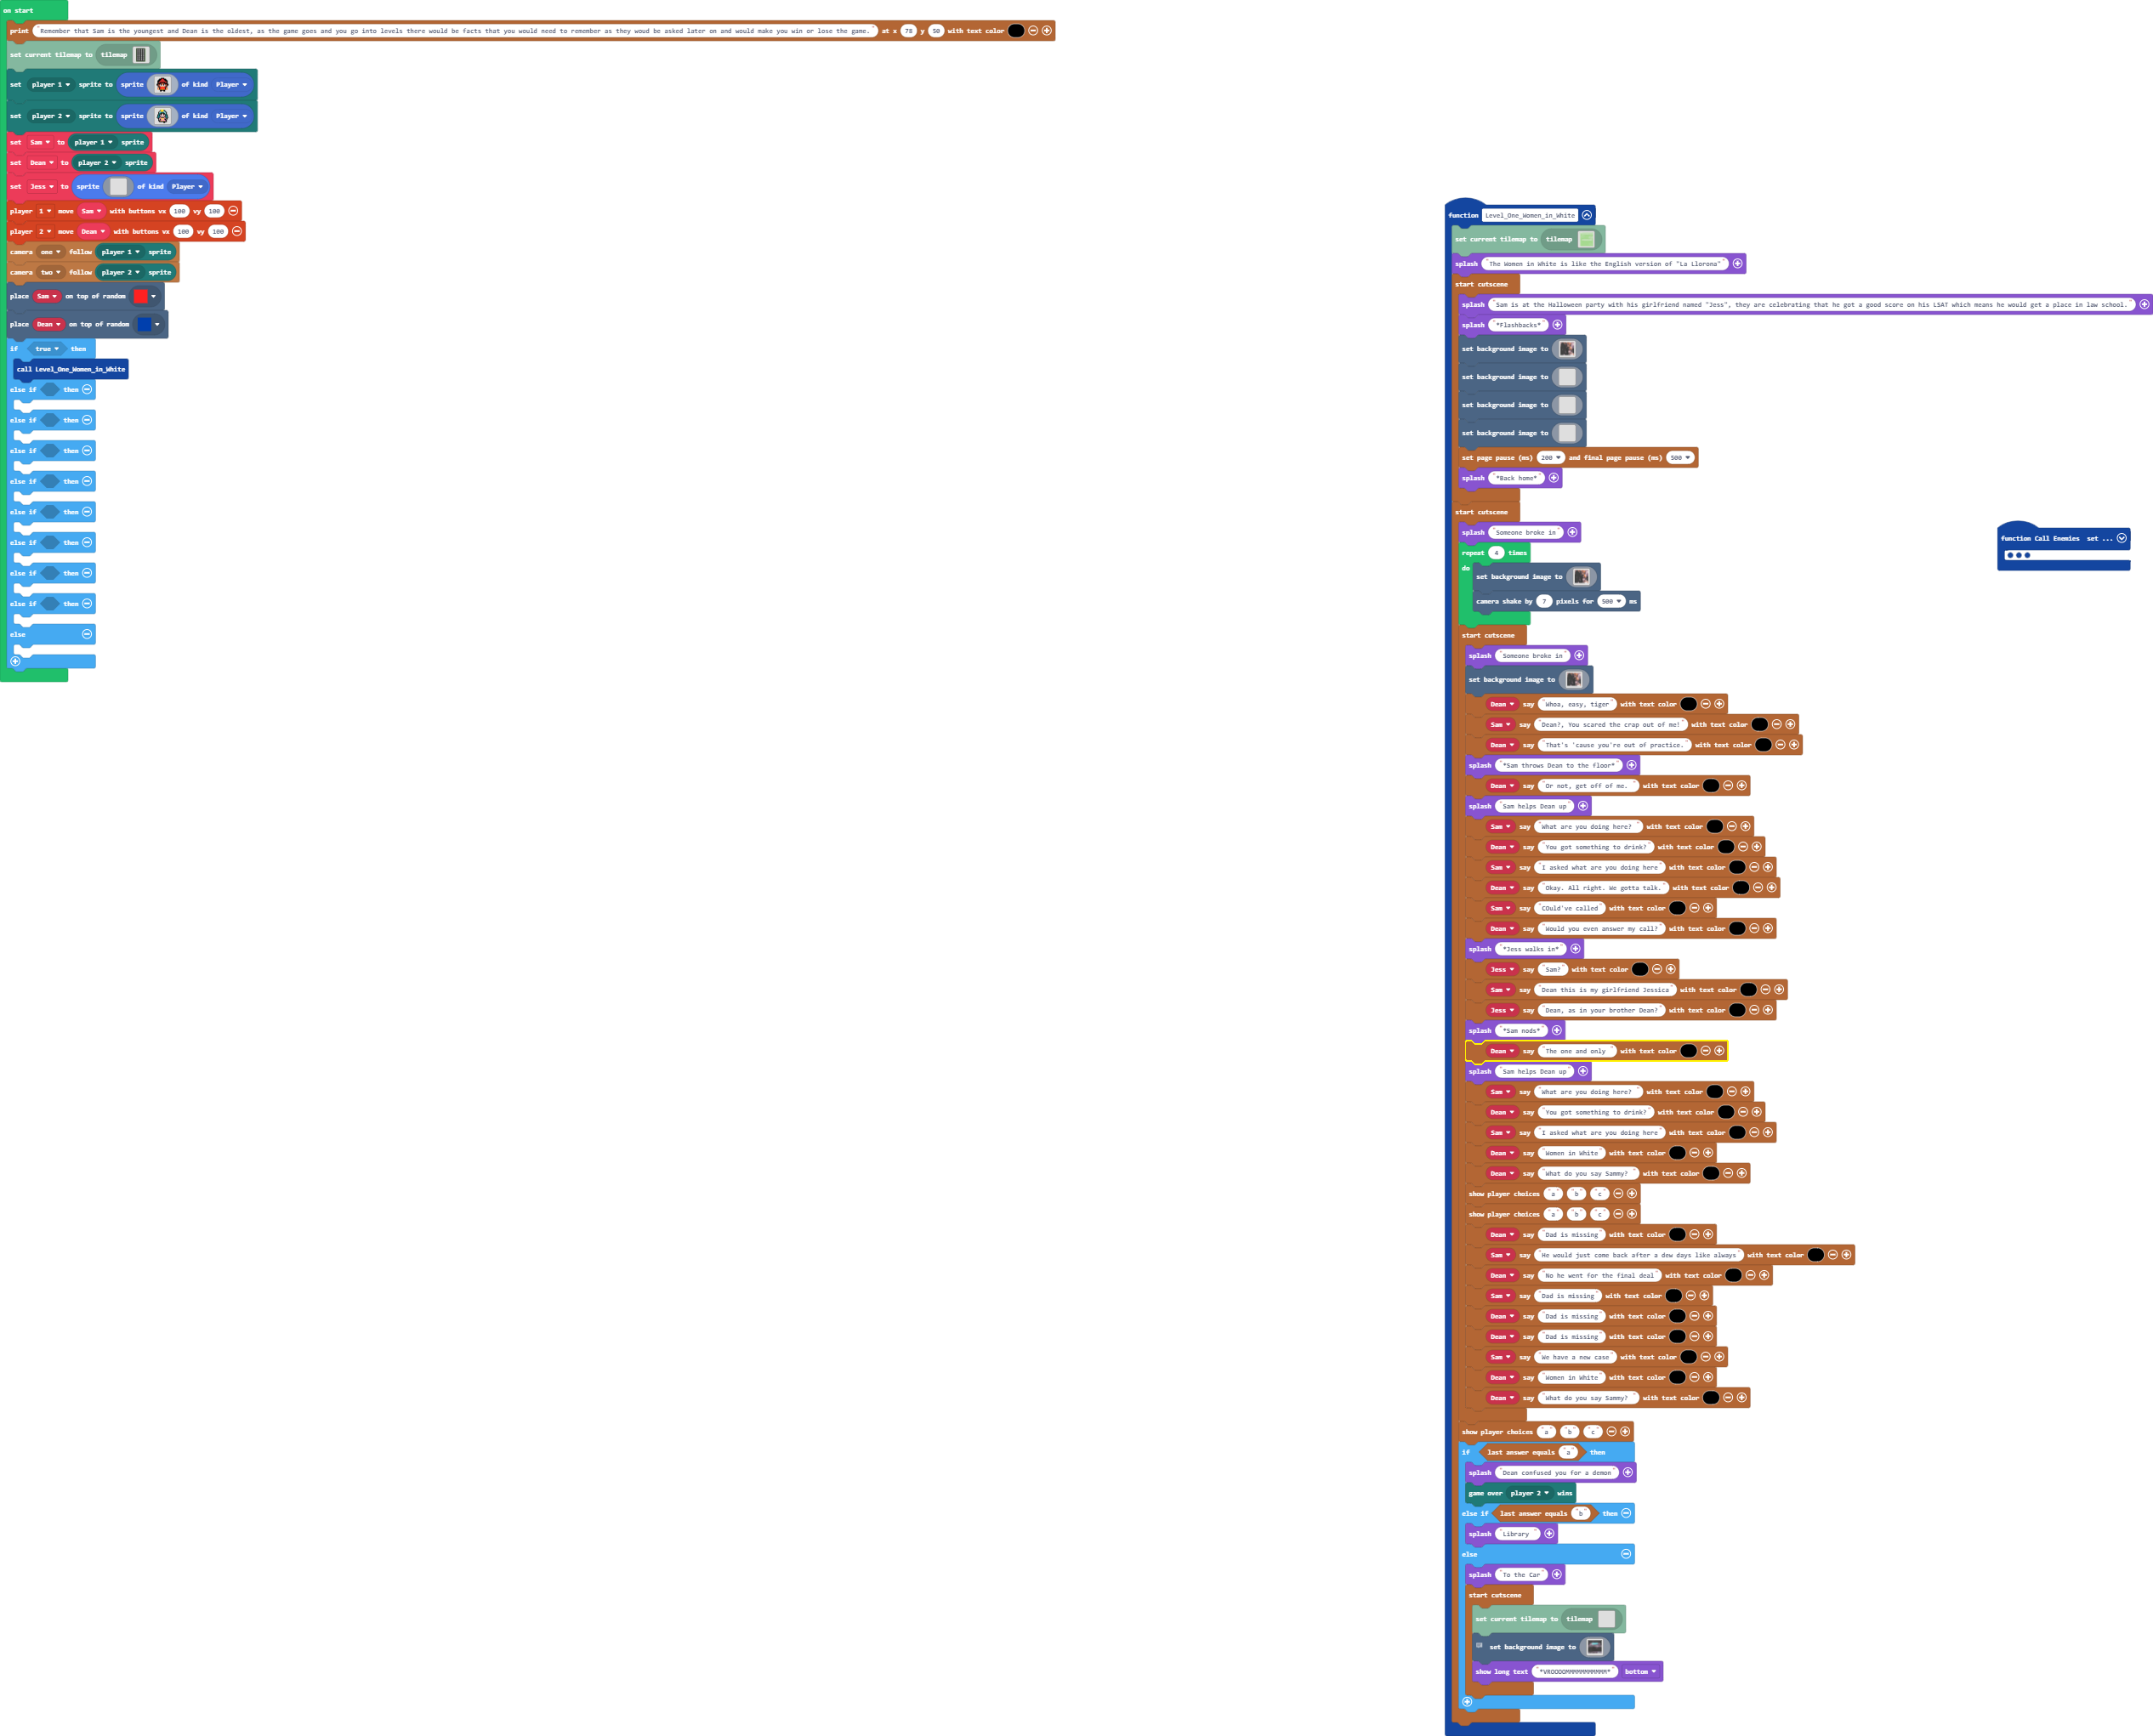 on start
print "Remember that Sam is the youngest and Dean is the oldest, as the game goes and you go into levels there would be facts that you would need to remember as they woud be asked later on and would make you win or lose the game." at x 78 y 50 with text color
set current tilemap to tilemap
set player 1 sprite to sprite of kind Player
set player 2 sprite to sprite of kind Player
set Sam to player 1 sprite
set Dean to player 2 sprite
set Jess to sprite of kind Player
player 1 move Sam with buttons vx 100 vy 100
player 2 move Dean with buttons vx 100 vy 100
camera one follow player 1 sprite
camera two follow player 2 sprite
place Sam on top of random
place Dean on top of random
if true then
call Level_One_Women_in_White
else if then
else if then
else if then
else if then
else if then
else if then
else if then
else if then
else
function Level_One_Women_in_White
set current tilemap to tilemap
splash "The Women in White is like the English version of "La Llorona""
start cutscene
splash "Sam is at the Halloween party with his girlfriend named "Jess", they are celebrating that he got a good score on his LSAT which means he would get a place in law school."
splash "*Flashbacks*"
set background image to
set background image to
set background image to
set background image to
set page pause (ms) 200 and final page pause (ms) 500
splash "*Back home*"
start cutscene
splash "Someone broke in"
repeat 4 times
do
set background image to
camera shake by 7 pixels for 500 ms
start cutscene
splash "Someone broke in"
set background image to
Dean say "Whoa, easy, tiger" with text color
Sam say "Dean?, You scared the crap out of me!" with text color
Dean say "That's 'cause you're out of practice." with text color
splash "*Sam throws Dean to the floor*"
Dean say "Or not, get off of me. " with text color
splash "Sam helps Dean up"
Sam say "What are you doing here? " with text color
Dean say "You got something to drink?" with text color
Sam say "I asked what are you doing here" with text color
Dean say "Okay. All right. We gotta talk." with text color
Sam say "COuld've called" with text color
Dean say "Would you even answer my call?" with text color
splash "*Jess walks in*"
Jess say "Sam?" with text color
Sam say "Dean this is my girlfriend Jessica" with text color
Jess say "Dean, as in your brother Dean?" with text color
splash "*Sam nods*"
Dean say "The one and only " with text color
splash "Sam helps Dean up"
Sam say "What are you doing here? " with text color
Dean say "You got something to drink?" with text color
Sam say "I asked what are you doing here" with text color
Dean say "Women in White" with text color
Dean say "What do you say Sammy? " with text color
show player choices "a" "b" "c"
show player choices "a" "b" "c"
Dean say "Dad is missing" with text color
Sam say "He would just come back after a dew days like always" with text color
Dean say "No he went for the final deal" with text color
Sam say "Dad is missing" with text color
Dean say "Dad is missing" with text color
Dean say "Dad is missing" with text color
Sam say "We have a new case" with text color
Dean say "Women in White" with text color
Dean say "What do you say Sammy? " with text color
show player choices "a" "b" "c"
if last answer equals "a" then
splash "Dean confused you for a demon"
game over player 2 wins
else if last answer equals "b" then
splash "Library "
else
splash "To the Car"
start cutscene
set current tilemap to tilemap
set background image to
show long text bottom
function Call Enemies set ...